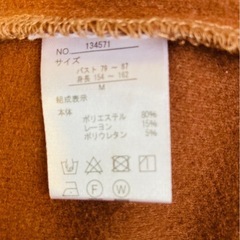 NO. 134571
サイズ
バスト 79 ～ 87
身長 154 ～ 162
M
組成表示
本体
ポリエステル 80%
レーヨン 15%
ポリウレタン 5%
F W